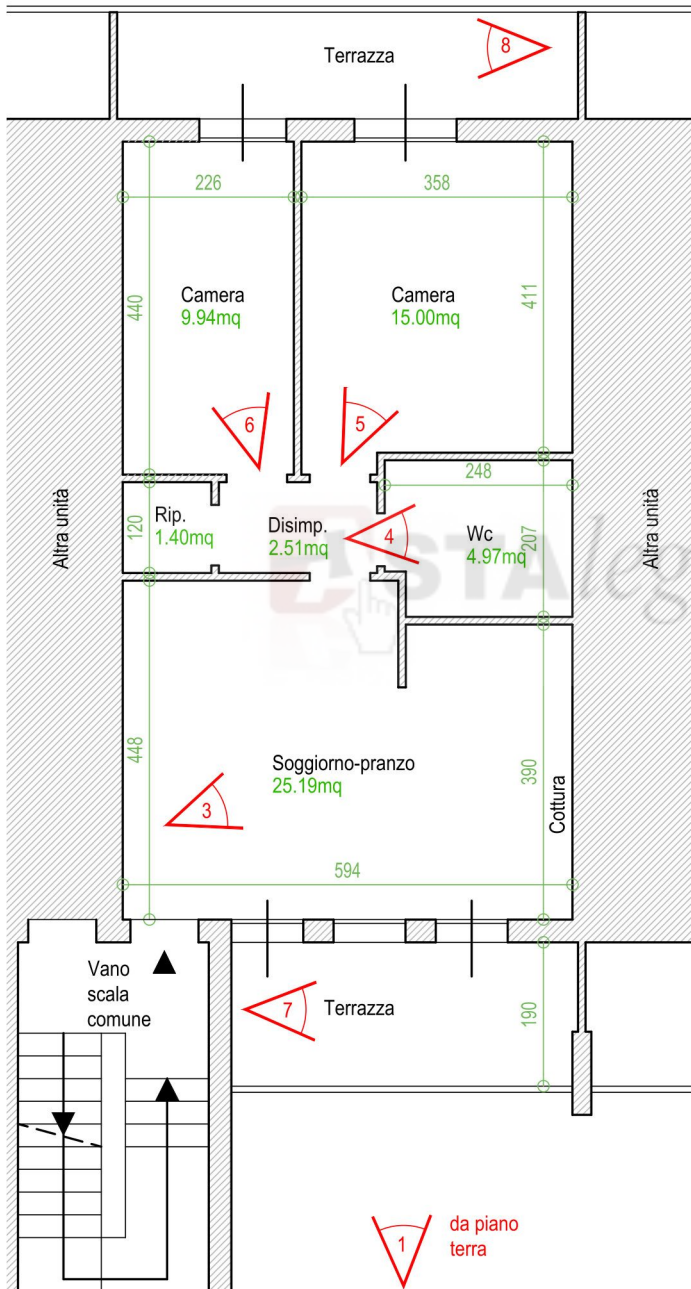 Terrazza
8
226
358
440
Camera
9.94mq
Camera
15.00mq
411
6
5
248
120
Rip.
1.40mq
Disimp.
2.51mq
4
Wc
4.97mq
207
Altra unità
Altra unità
STA
448
Soggiorno-pranzo
25.19mq
3
390
Cottura
594
Vano
scala
comune
7
Terrazza
190
1
da piano
terra